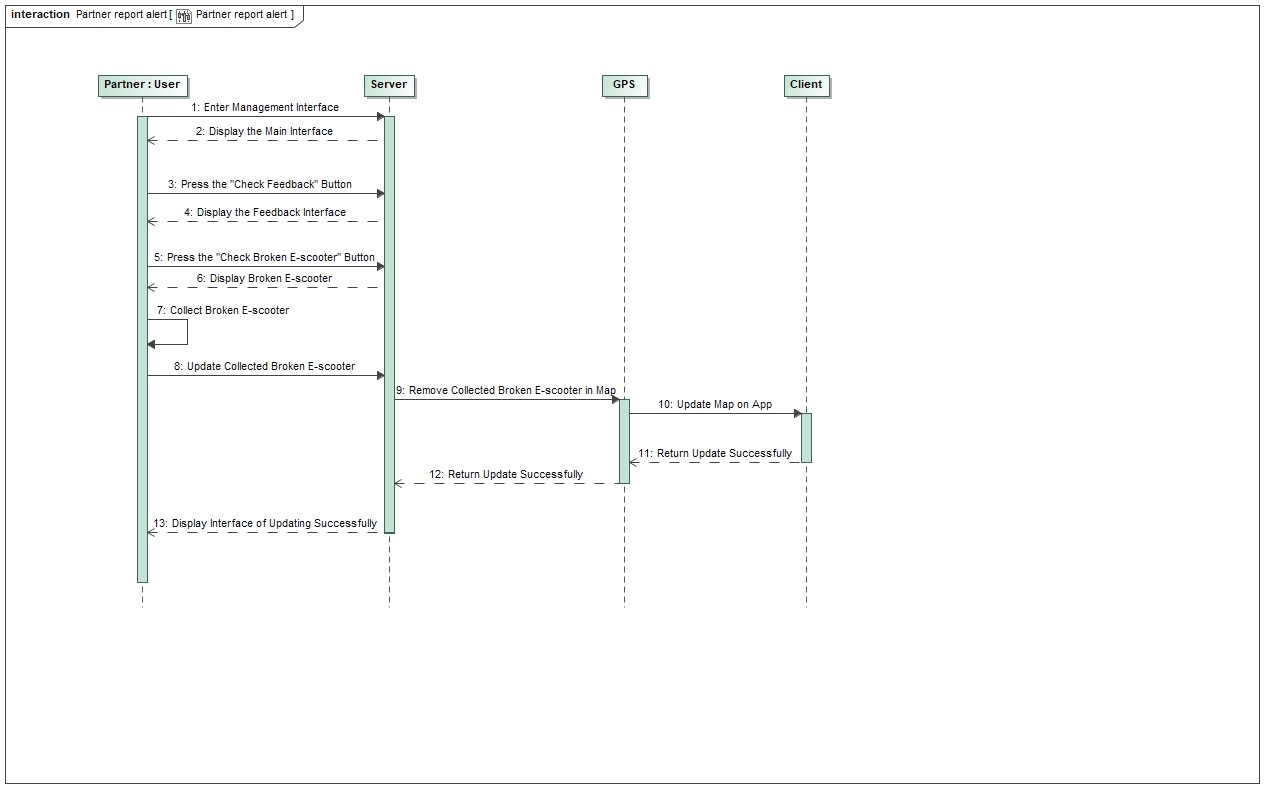 interaction Partner report alert[ Partner report alert ]
Partner : User
Server
GPS
Client
1: Enter Management Interface
2: Display the Main Interface
3: Press the "Check Feedback" Button
4: Display the Feedback Interface
5: Press the "Check Broken E-scooter" Button
6: Display Broken E-scooter
7: Collect Broken E-scooter
8: Update Collected Broken E-scooter
9: Remove Collected Broken E-scooter in Map
10: Update Map on App
11: Return Update Successfully
12: Return Update Successfully
13: Display Interface of Updating Successfully